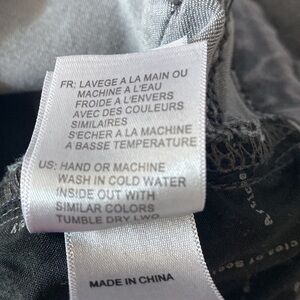 FR: LAVEGE A LA MAIN OU
MACHINE A L'EAU
FROIDE A L'ENVERS
AVEC DES COULEURS
SIMILAIRES
S'ECHER A LA MACHINE
A BASSE TEMPERATURE
US: HAND OR MACHINE
WASH IN COLD WATER
INSIDE OUT WITH
SIMILAR COLORS
TUMBLE DRY LWO
MADE IN CHINA